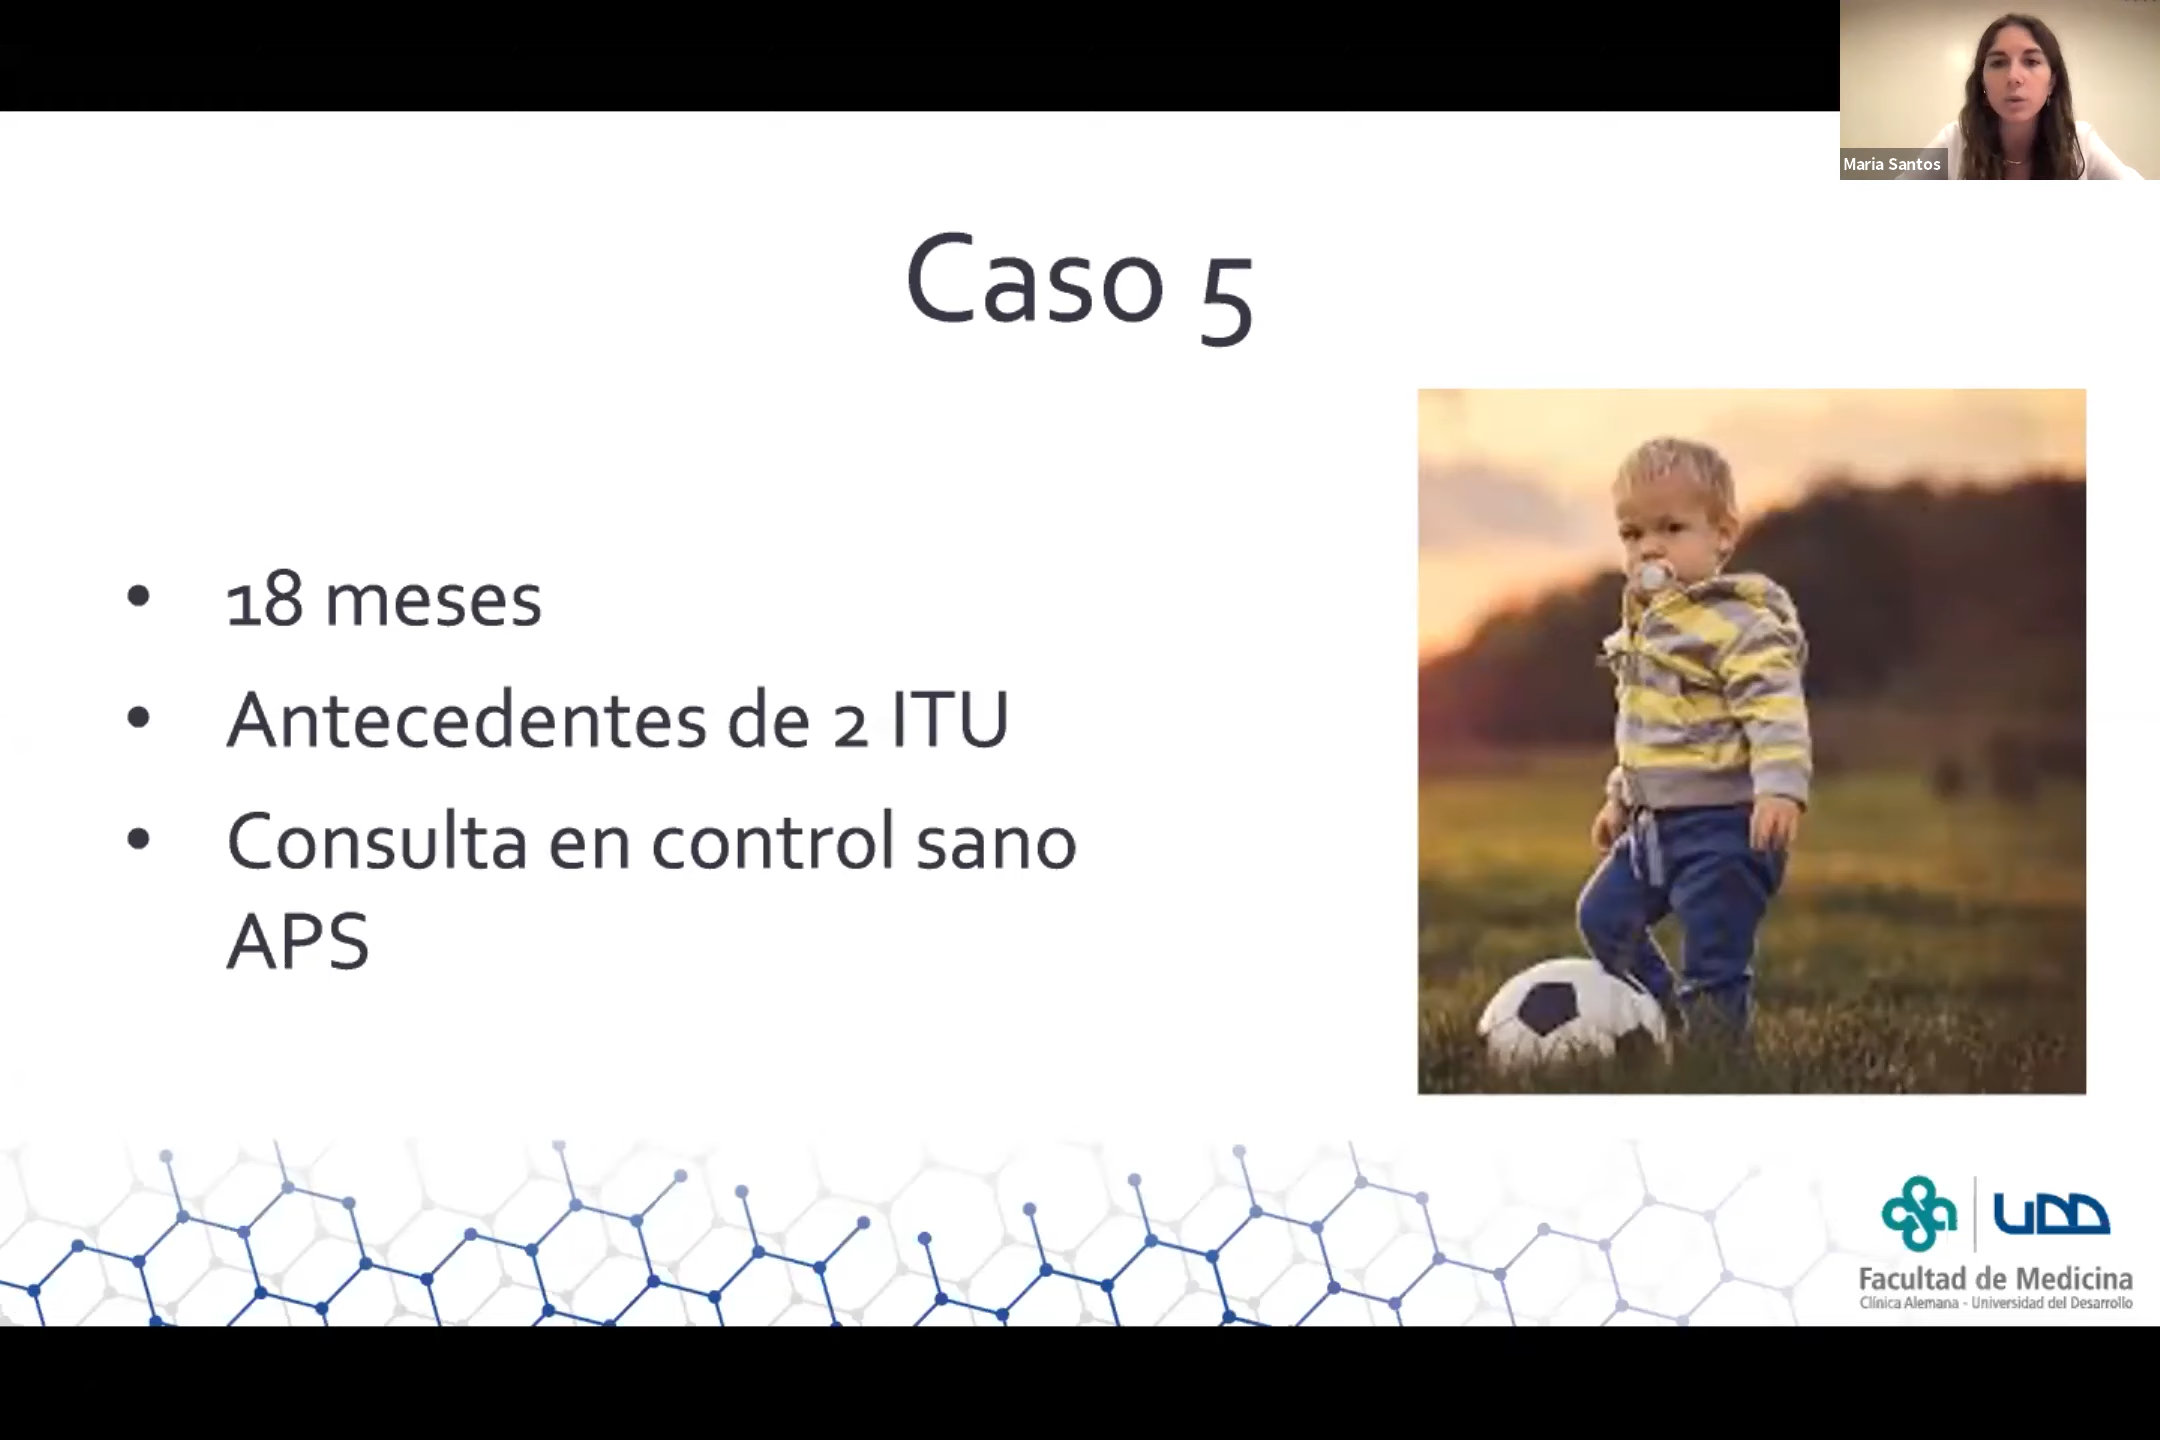 Maria Santos
Caso 5
• 18 meses
• Antecedentes de 2 ITU
• Consulta en control sano
APS
UDD
Facultad de Medicina
Clínica Alemana - Universidad del Desarrollo